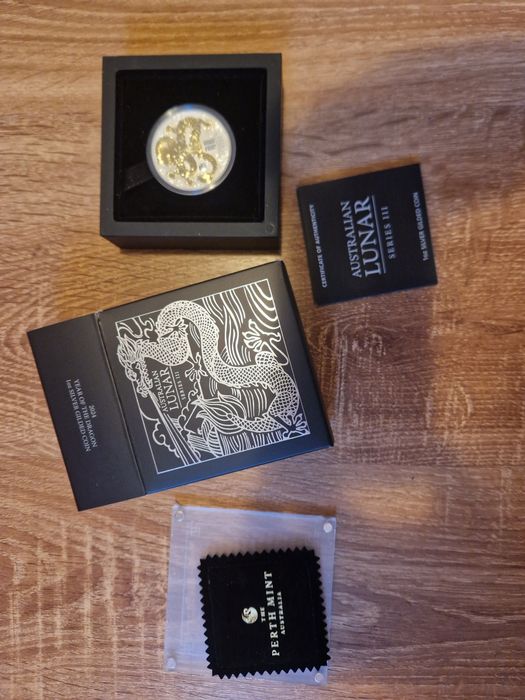 CERTIFICATE OF AUTHENTICITY
AUSTRALIAN
LUNAR
SERIES III
1oz SILVER GILDED COIN
AUSTRALIAN
LUNAR
SERIES III
2024
YEAR OF THE
DRAGON
1oz SILVER GILDED COIN
THE
PERTH MINT
AUSTRALIA